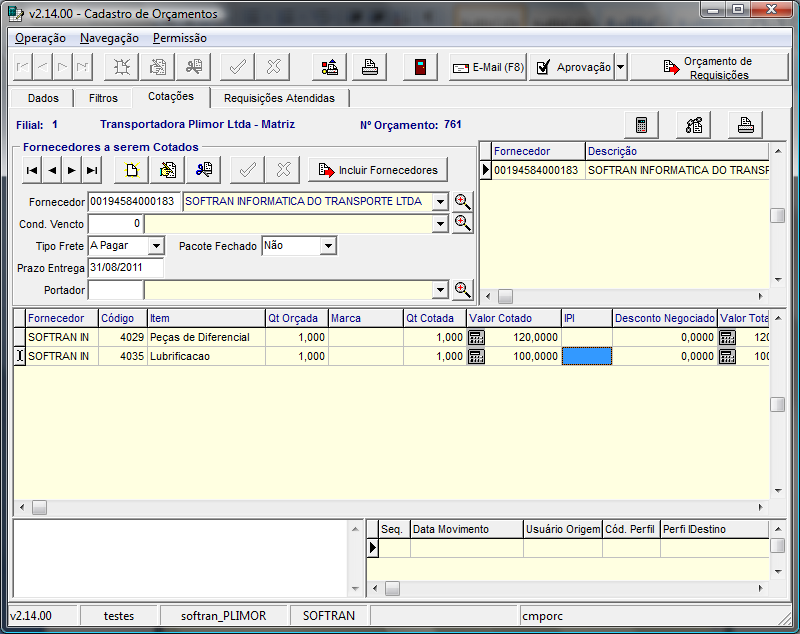 v2.14.00 - Cadastro de Orçamentos
Operação Navegação Permissão
E-Mail (F8) Aprovação Orçamento de Requisições
Dados Filtros Cotações Requisições Atendidas
Filial: 1 Transportadora Plimor Ltda - Matriz Nº Orçamento: 761
Fornecedores a serem Cotados
Incluir Fornecedores
Fornecedor Descrição
00194584000183 SOFTRAN INFORMATICA DO TRANSP
Fornecedor 00194584000183 SOFTRAN INFORMATICA DO TRANSPORTE LTDA
Cond. Vencto 0
Tipo Frete A Pagar Pacote Fechado Não
Prazo Entrega 31/08/2011
Portador
Fornecedor Código Item Qt Orçada Marca Qt Cotada Valor Cotado IPI Desconto Negociado Valor Tota
SOFTRAN IN 4029 Peças de Diferencial 1,000 1,000 120,0000 0,0000 120
SOFTRAN IN 4035 Lubrificacao 1,000 1,000 100,0000 0,0000 100
Seq. Data Movimento Usuário Origem Cód. Perfil Perfi lDestino
v2.14.00 testes softran_PLIMOR SOFTRAN cmporc